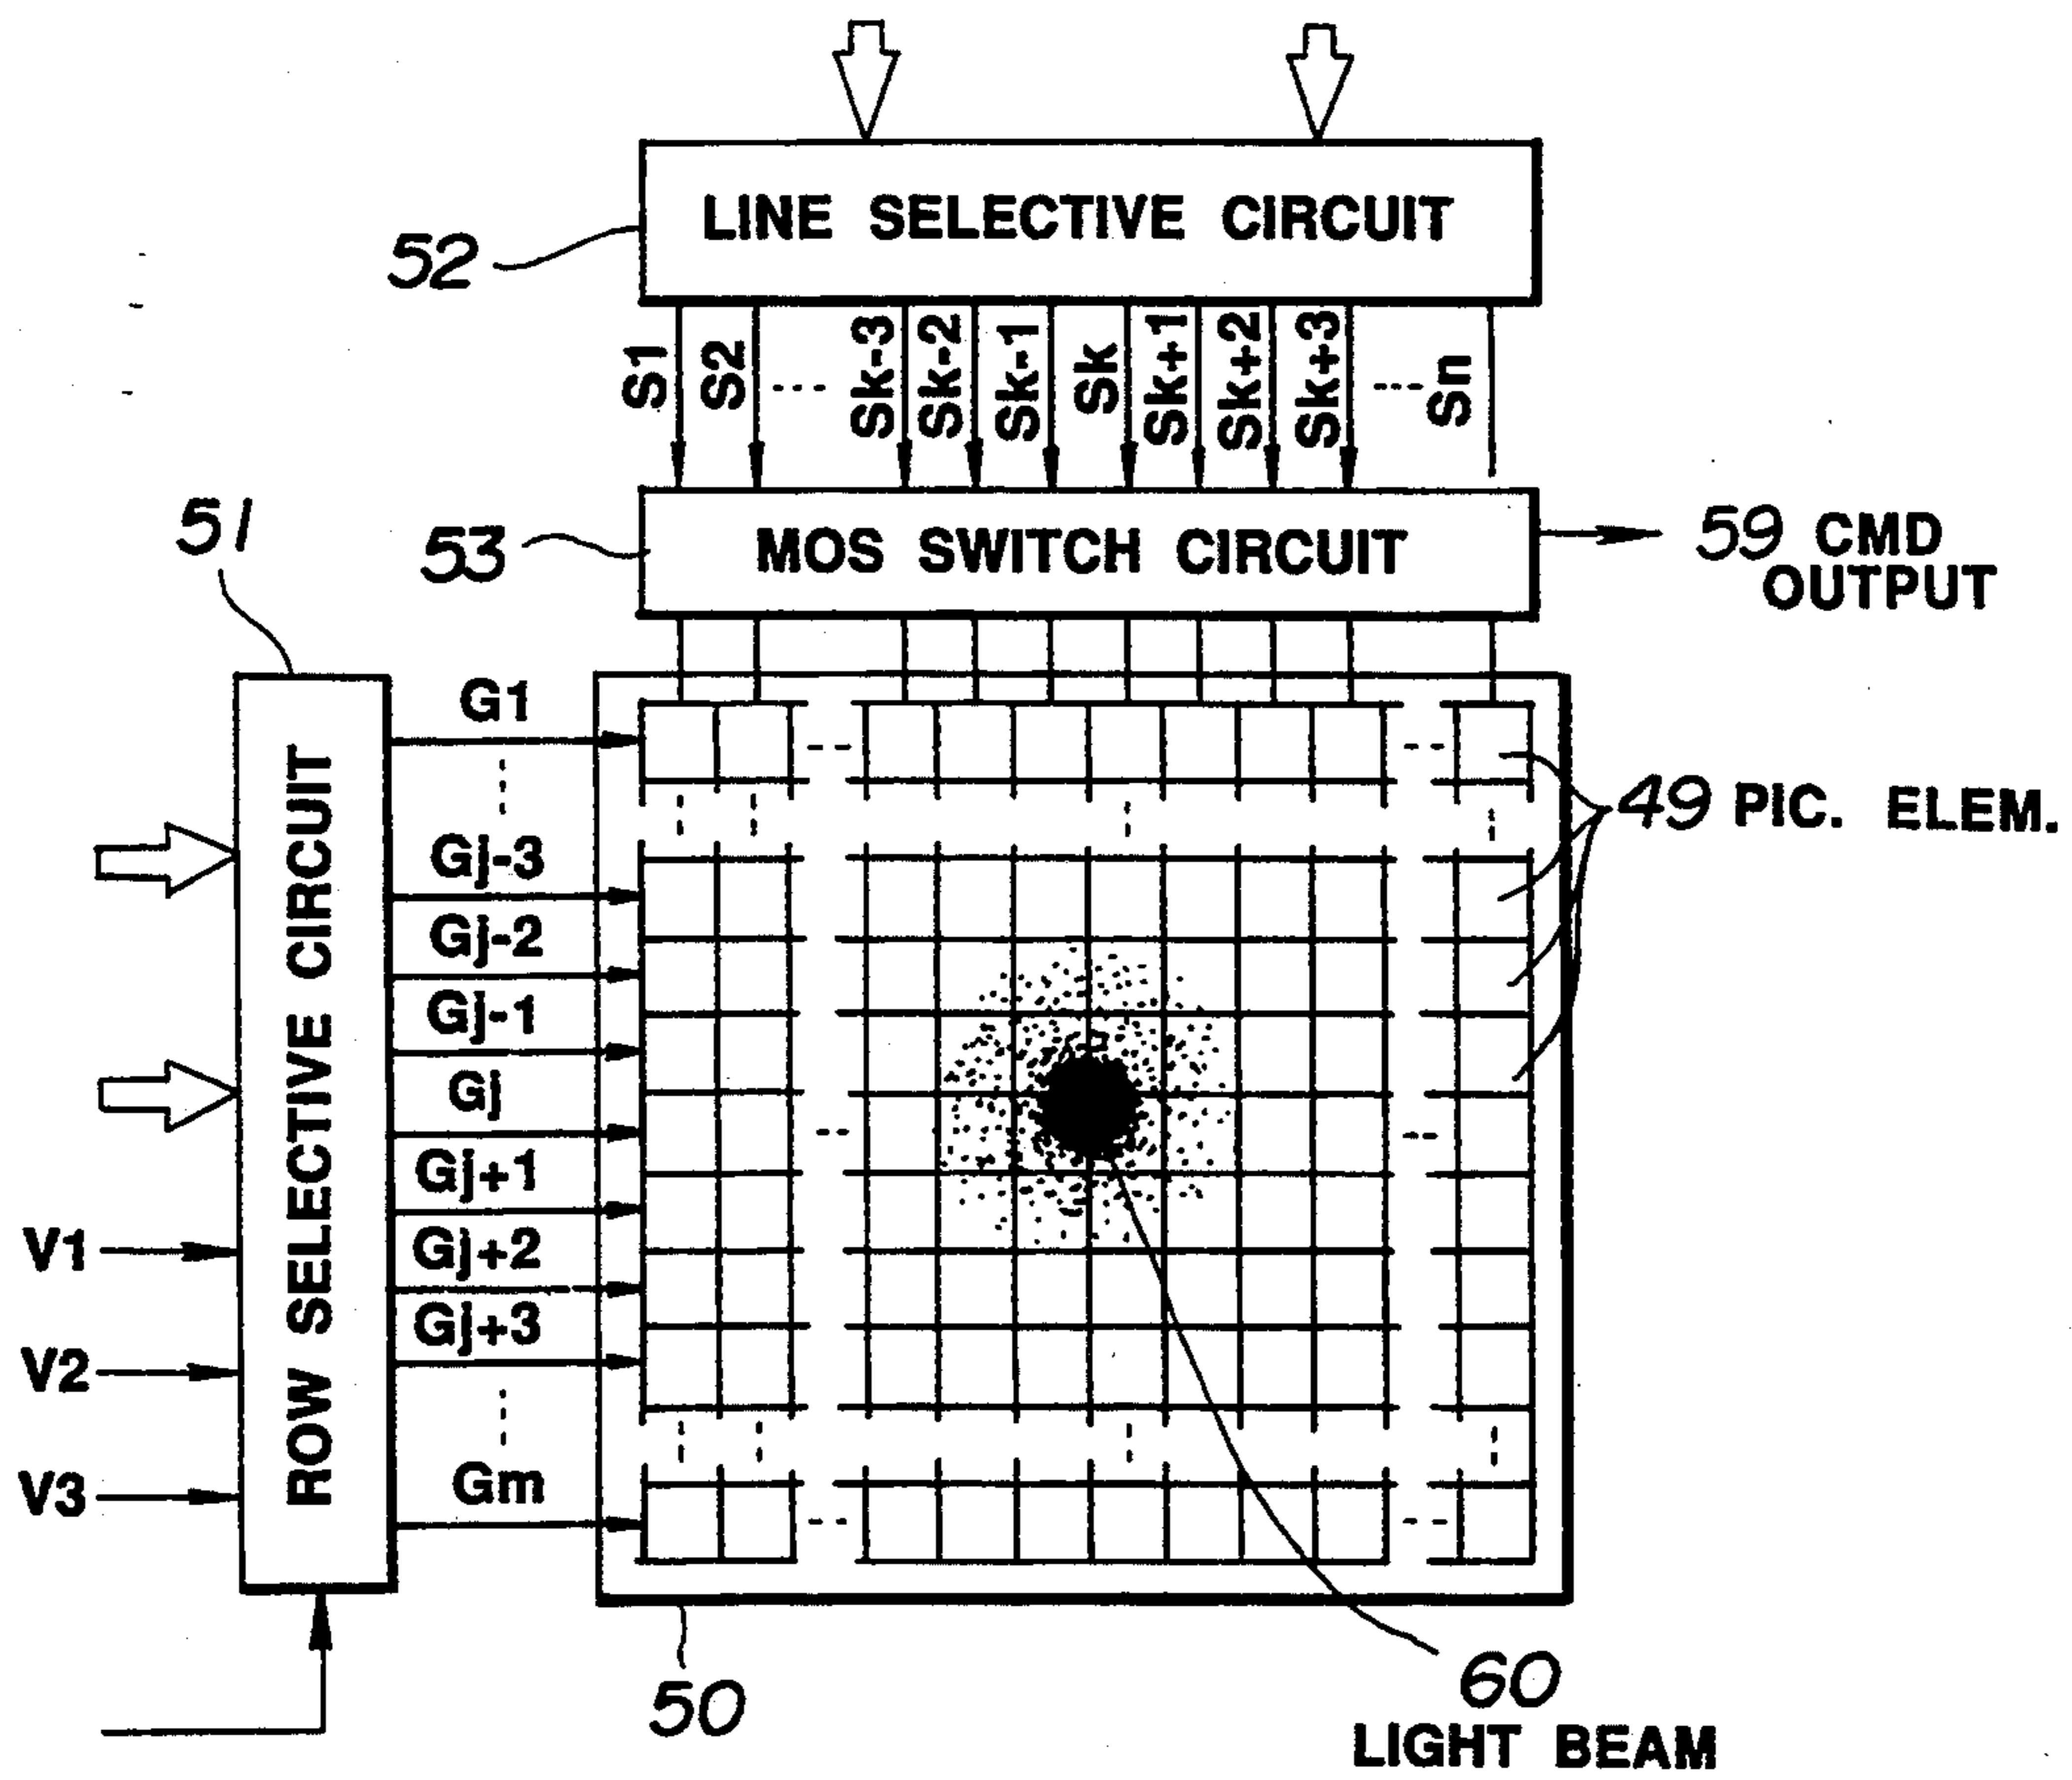 LINE SELECTIVE CIRCUIT
52
S1
S2
Sk-3
Sk-2
Sk-1
Sk
Sk+1
Sk+2
Sk+3
Sn
51
53
MOS SWITCH CIRCUIT
59 CMD
OUTPUT
ROW SELECTIVE CIRCUIT
G1
Gj-3
Gj-2
Gj-1
Gj
Gj+1
Gj+2
Gj+3
Gm
49 PIC. ELEM.
V1
V2
V3
50
60
LIGHT BEAM